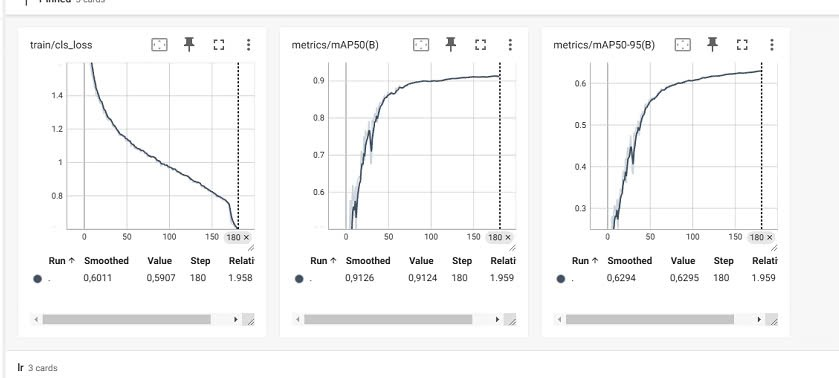 Pinned 3 cards
train/cls_loss
1.4
1.2
1
0.8
0 50 100 150 180 ×
Run ↑ Smoothed Value Step Relati
. 0,6011 0,5907 180 1.958
metrics/mAP50(B)
0.9
0.8
0.7
0.6
0 50 100 150 180 ×
Run ↑ Smoothed Value Step Relati
. 0,9126 0,9124 180 1.959
metrics/mAP50-95(B)
0.6
0.5
0.4
0.3
0 50 100 150 180 ×
Run ↑ Smoothed Value Step Relati
. 0,6294 0,6295 180 1.959
lr 3 cards